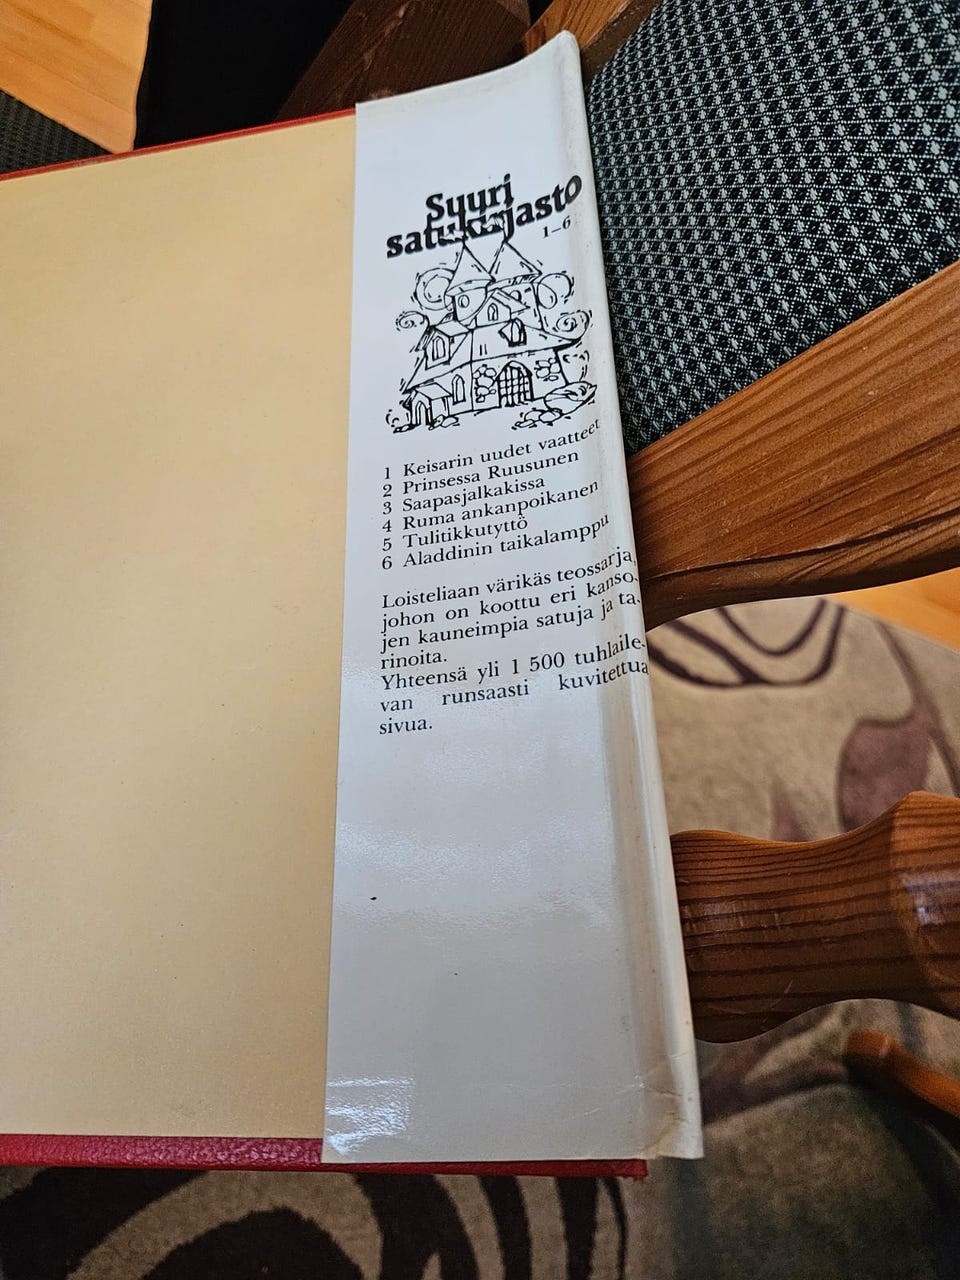 Suuri
satukirjasto
1–6
1 Keisarin uudet vaatteet
2 Prinsessa Ruusunen
3 Saapasjalkakissa
4 Ruma ankanpoikanen
5 Tulitikkutyttö
6 Aladdinin taikalamppu
Loisteliaan värikäs teossarja,
johon on koottu eri kanso-
jen kauneimpia satuja ja ta-
rinoita.
Yhteensä yli 1 500 tuhlaile-
van runsaasti kuvitettua
sivua.